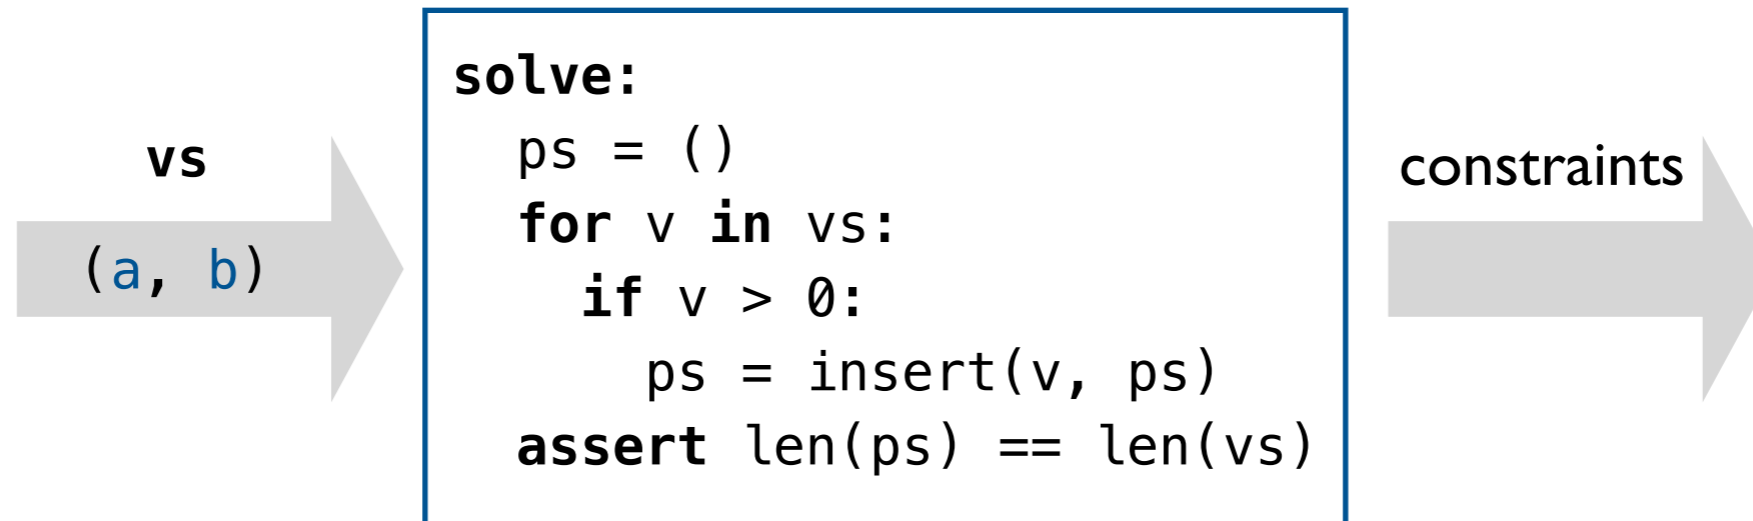 vs
(a, b)
solve:
  ps = ()
  for v in vs:
    if v > 0:
      ps = insert(v, ps)
  assert len(ps) == len(vs)
constraints